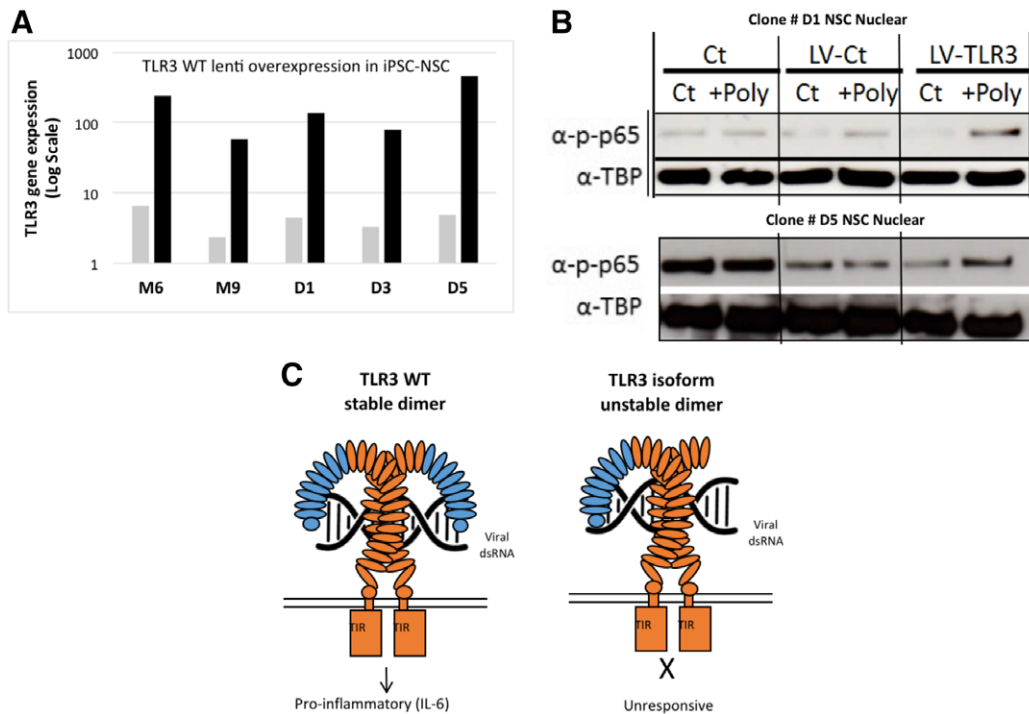 A
TLR3 WT lenti overexpression in iPSC-NSC
TLR3 gene expession
(Log Scale)
1000
100
10
1
M6 M9 D1 D3 D5
B
Clone # D1 NSC Nuclear
Ct LV-Ct LV-TLR3
Ct +Poly Ct +Poly Ct +Poly
α-p-p65
α-TBP
Clone # D5 NSC Nuclear
α-p-p65
α-TBP
C
TLR3 WT
stable dimer
Viral
dsRNA
TIR TIR
Pro-inflammatory (IL-6)
TLR3 isoform
unstable dimer
Viral
dsRNA
TIR TIR
X
Unresponsive